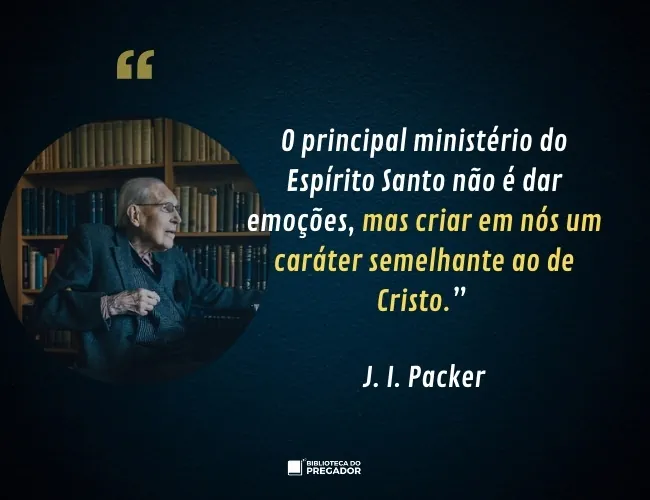 “
O principal ministério do
Espírito Santo não é dar
emoções, mas criar em nós um
caráter semelhante ao de
Cristo.”
J. I. Packer
BIBLIOTECA DO
PREGADOR